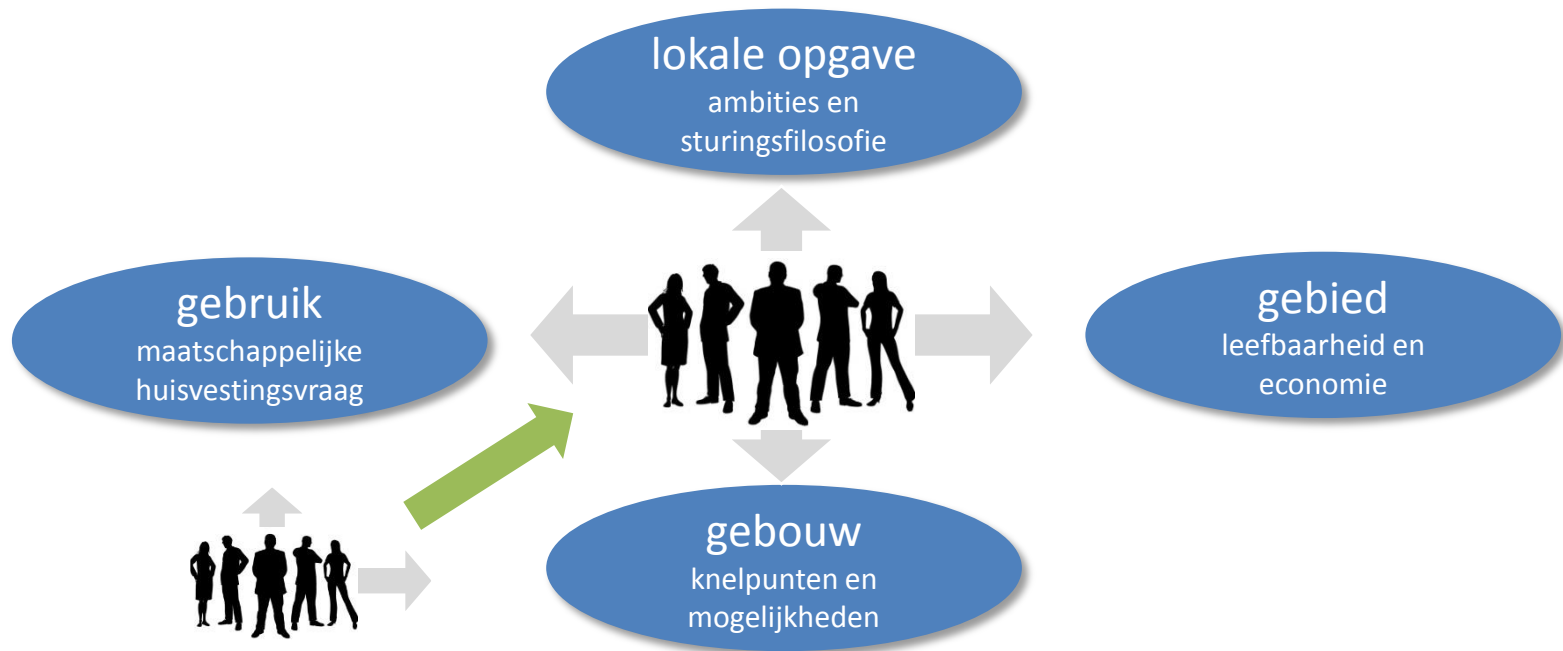 lokale opgave
ambities en
sturingsfilosofie
gebruik
maatschappelijke
huisvestingsvraag
gebied
leefbaarheid en
economie
gebouw
knelpunten en
mogelijkheden